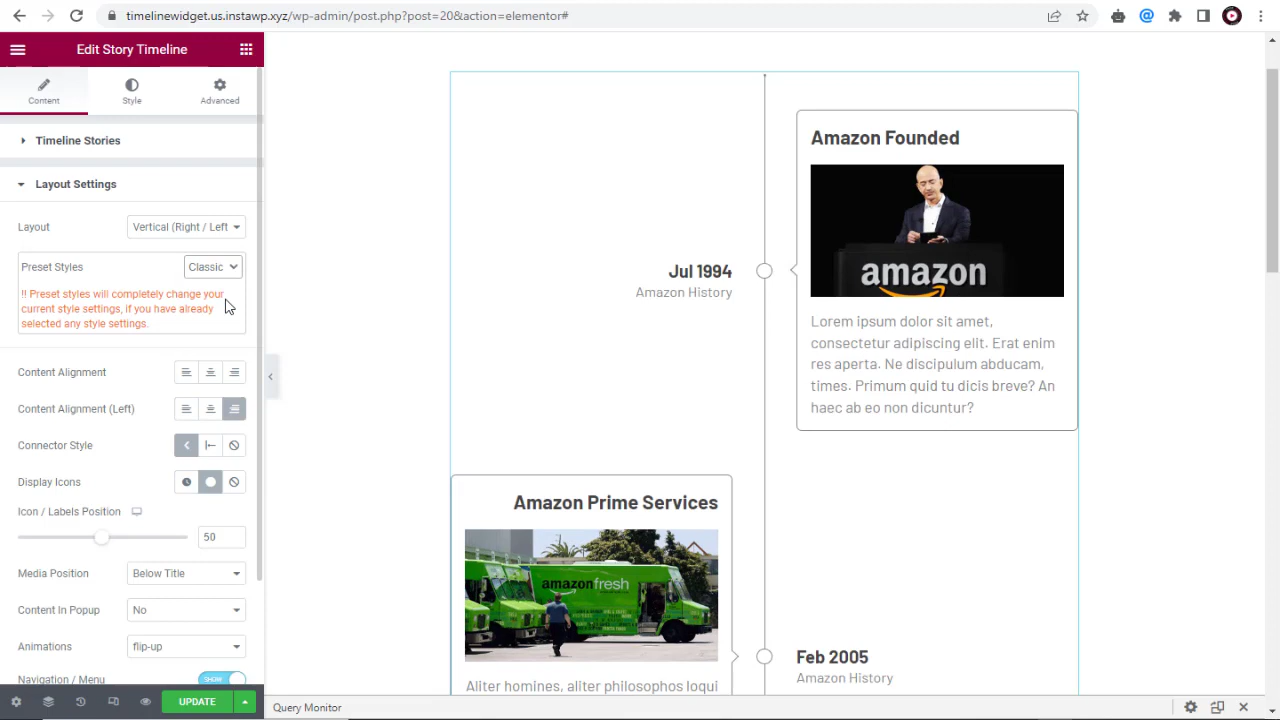 timelinewidget.us.instawp.xyz/wp-admin/post.php?post=20&action=elementor#
Edit Story Timeline
Content
Style
Advanced
Timeline Stories
Layout Settings
Layout
Vertical (Right / Left
Preset Styles
Classic
!! Preset styles will completely change your
current style settings, if you have already
selected any style settings.
Content Alignment
Content Alignment (Left)
Connector Style
Display Icons
Icon / Labels Position
50
Media Position
Below Title
Content In Popup
No
Animations
flip-up
Navigation / Menu
SHOW
UPDATE
Amazon Founded
amazon
Jul 1994
Amazon History
Lorem ipsum dolor sit amet,
consectetur adipiscing elit. Erat enim
res aperta. Ne discipulum abducam,
times. Primum quid tu dicis breve? An
haec ab eo non dicuntur?
Amazon Prime Services
amazonfresh
Feb 2005
Amazon History
Aliter homines, aliter philosophos loqui
Query Monitor